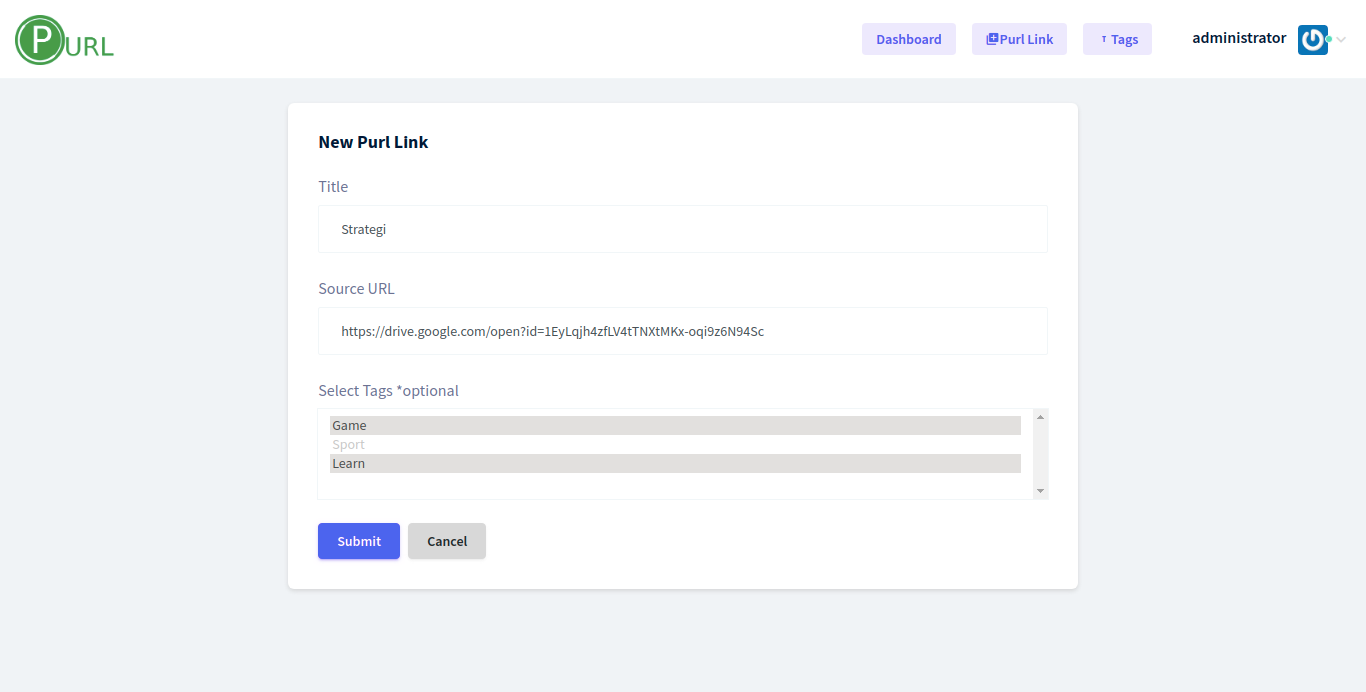 PURL
Dashboard
Purl Link
T Tags
administrator
New Purl Link
Title
Strategi
Source URL
https://drive.google.com/open?id=1EyLqjh4zfLV4tTNXtMKx-oqi9z6N94Sc
Select Tags *optional
Game
Sport
Learn
Submit
Cancel